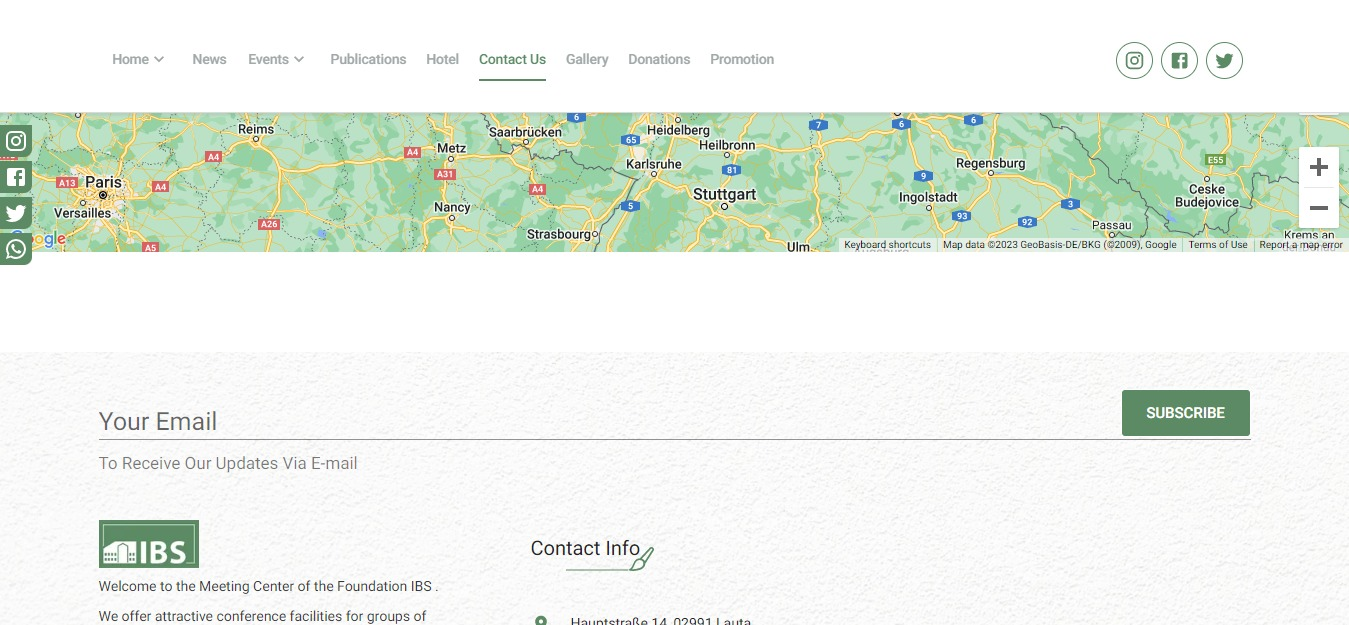 Home News Events Publications Hotel Contact Us Gallery Donations Promotion
Reims
Saarbrücken
6
Heidelberg
7
6
6
65
Heilbronn
A4
A4
Metz
Karlsruhe
81
Regensburg
E55
A13
Paris
A4
A31
A4
Stuttgart
9
Ingolstadt
Ceske
Budejovice
Versailles
Nancy
5
93
3
A26
92
Passau
Strasbourg
A5
Ulm
Krems an
Keyboard shortcuts Map data ©2023 GeoBasis-DE/BKG (©2009), Google Terms of Use Report a map error
Your Email
SUBSCRIBE
To Receive Our Updates Via E-mail
IBS
Contact Info
Welcome to the Meeting Center of the Foundation IBS .
We offer attractive conference facilities for groups of
Hauptstraße 14, 02991 Lauta